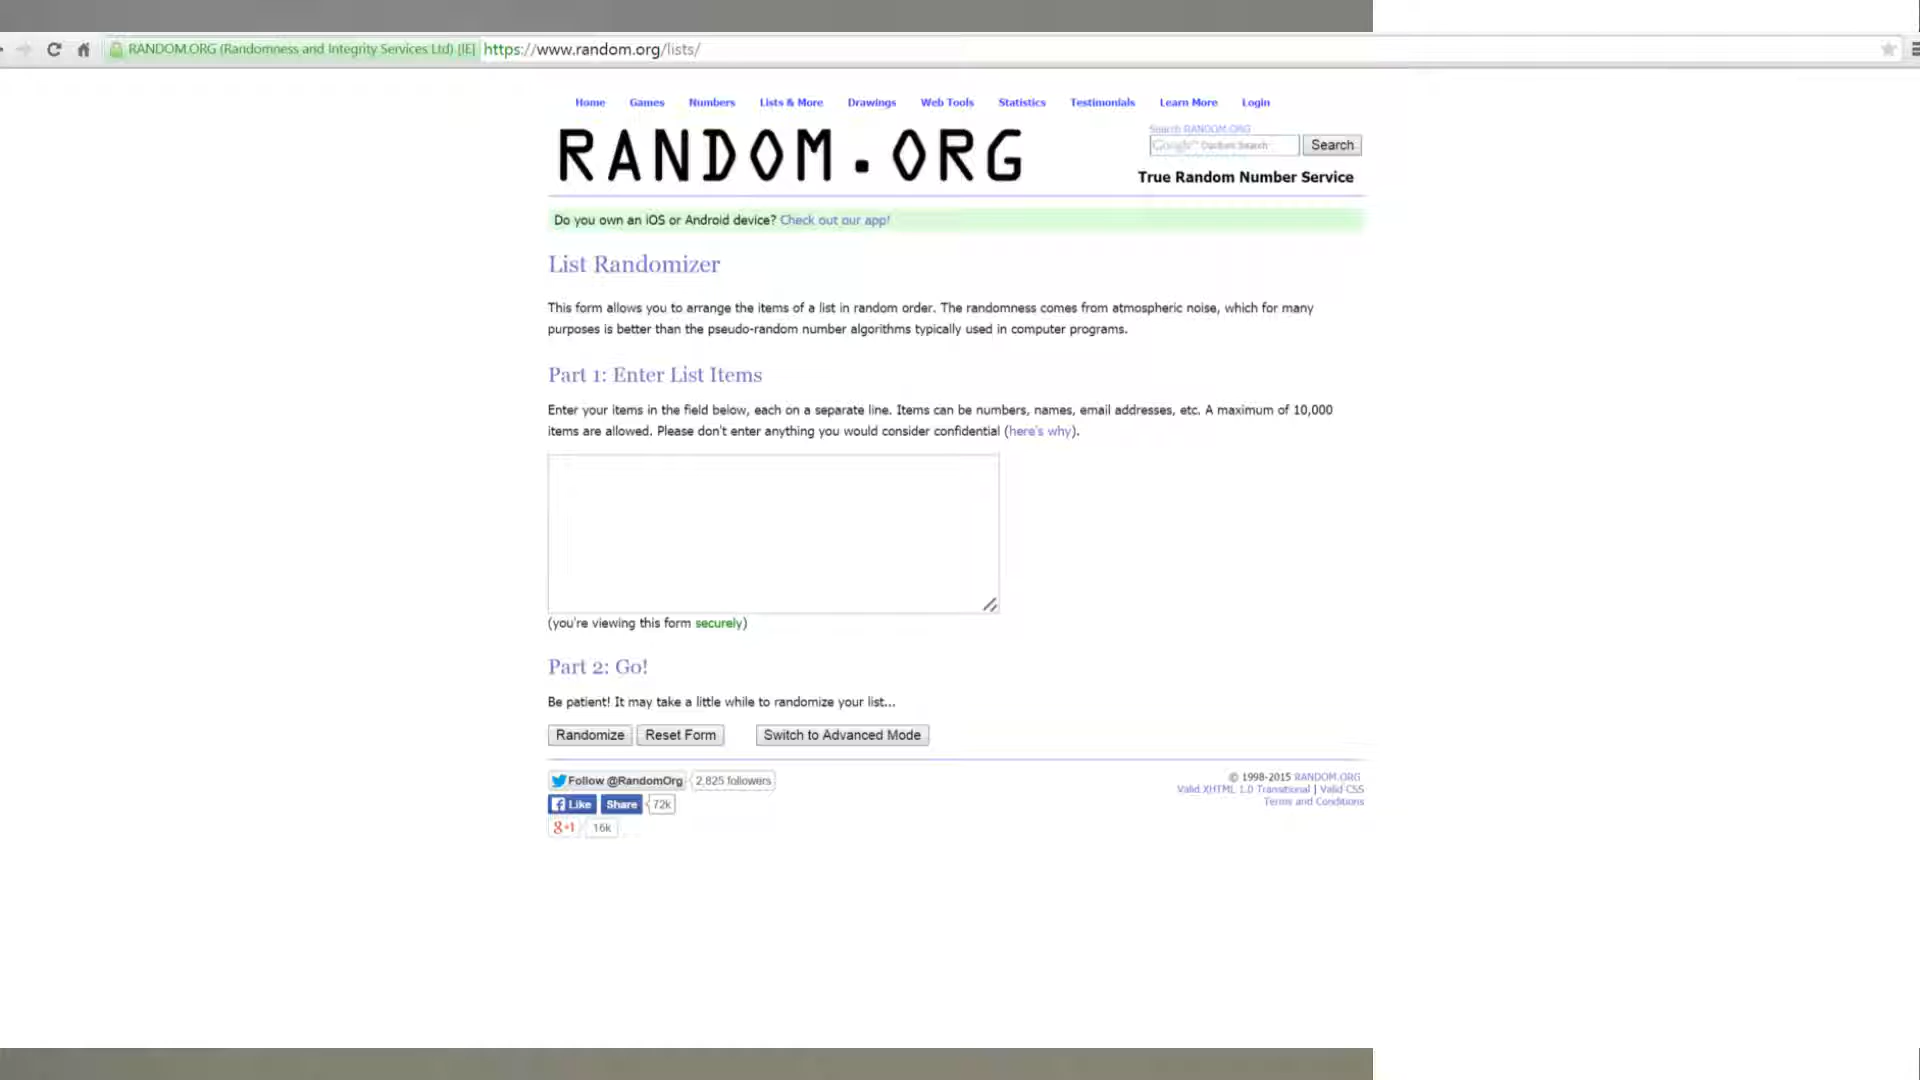 RANDOM.ORG (Randomness and Integrity Services Ltd) [IE] https://www.random.org/lists/
Home Games Numbers Lists & More Drawings Web Tools Statistics Testimonials Learn More Login
RANDOM.ORG
Search RANDOM.ORG
Google™ Custom Search Search
True Random Number Service
Do you own an iOS or Android device? Check out our app!
List Randomizer
This form allows you to arrange the items of a list in random order. The randomness comes from atmospheric noise, which for many
purposes is better than the pseudo-random number algorithms typically used in computer programs.
Part 1: Enter List Items
Enter your items in the field below, each on a separate line. Items can be numbers, names, email addresses, etc. A maximum of 10,000
items are allowed. Please don't enter anything you would consider confidential (here's why).
(you're viewing this form securely)
Part 2: Go!
Be patient! It may take a little while to randomize your list...
Randomize Reset Form Switch to Advanced Mode
Follow @RandomOrg 2,825 followers
Like Share 72k
g+1 16k
© 1998-2015 RANDOM.ORG
Valid XHTML 1.0 Transitional | Valid CSS
Terms and Conditions